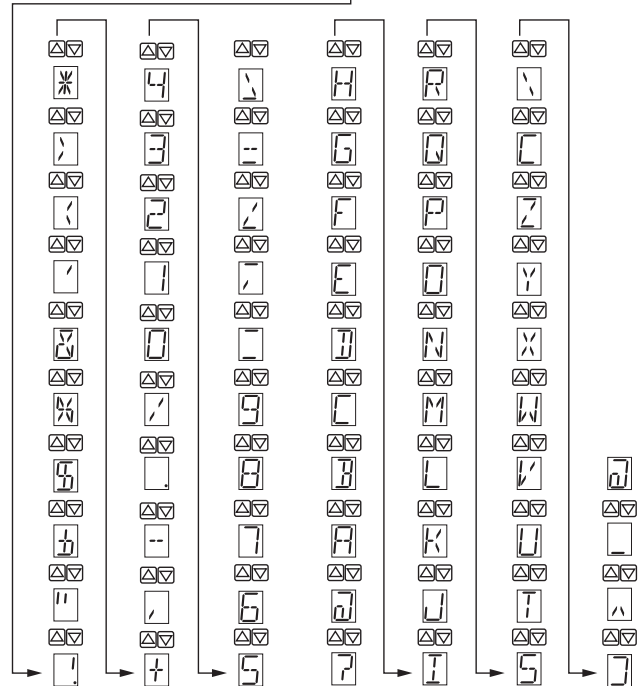 * 4 > H R \
) 3 = G Q [
( 2 < F P Z
' 1 ; E O Y
& 0 : D N X
% / 9 C M W
$ . 8 B L V @
# - 7 A K U _
" , 6 @ J T ^
! + 5 ? I S ]